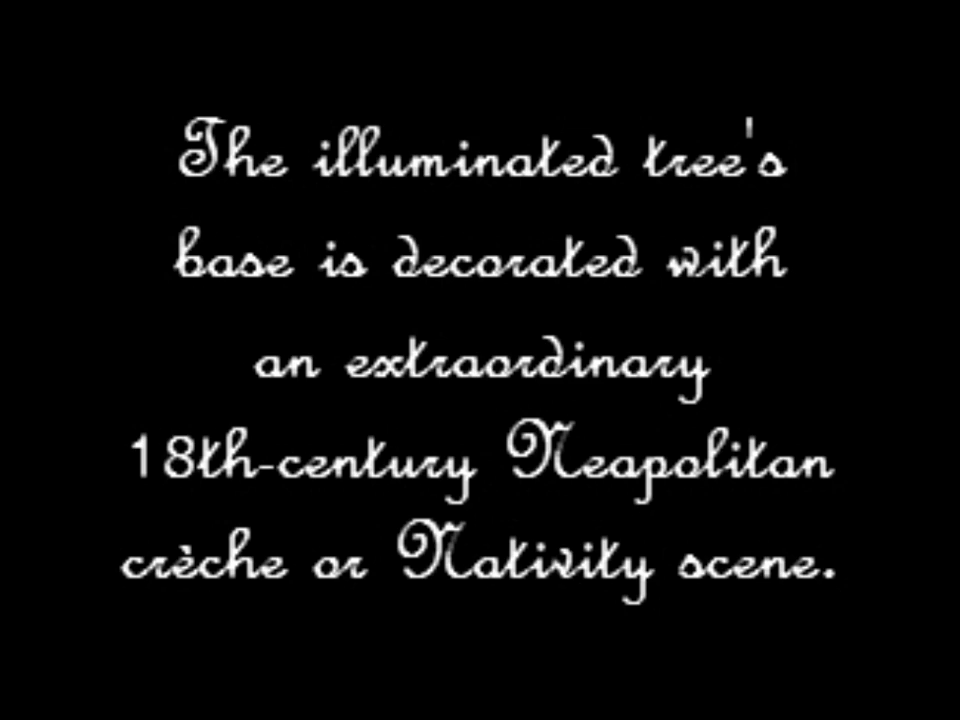 The illuminated tree's
base is decorated with
an extraordinary
18th-century Neapolitan
crèche or Nativity scene.